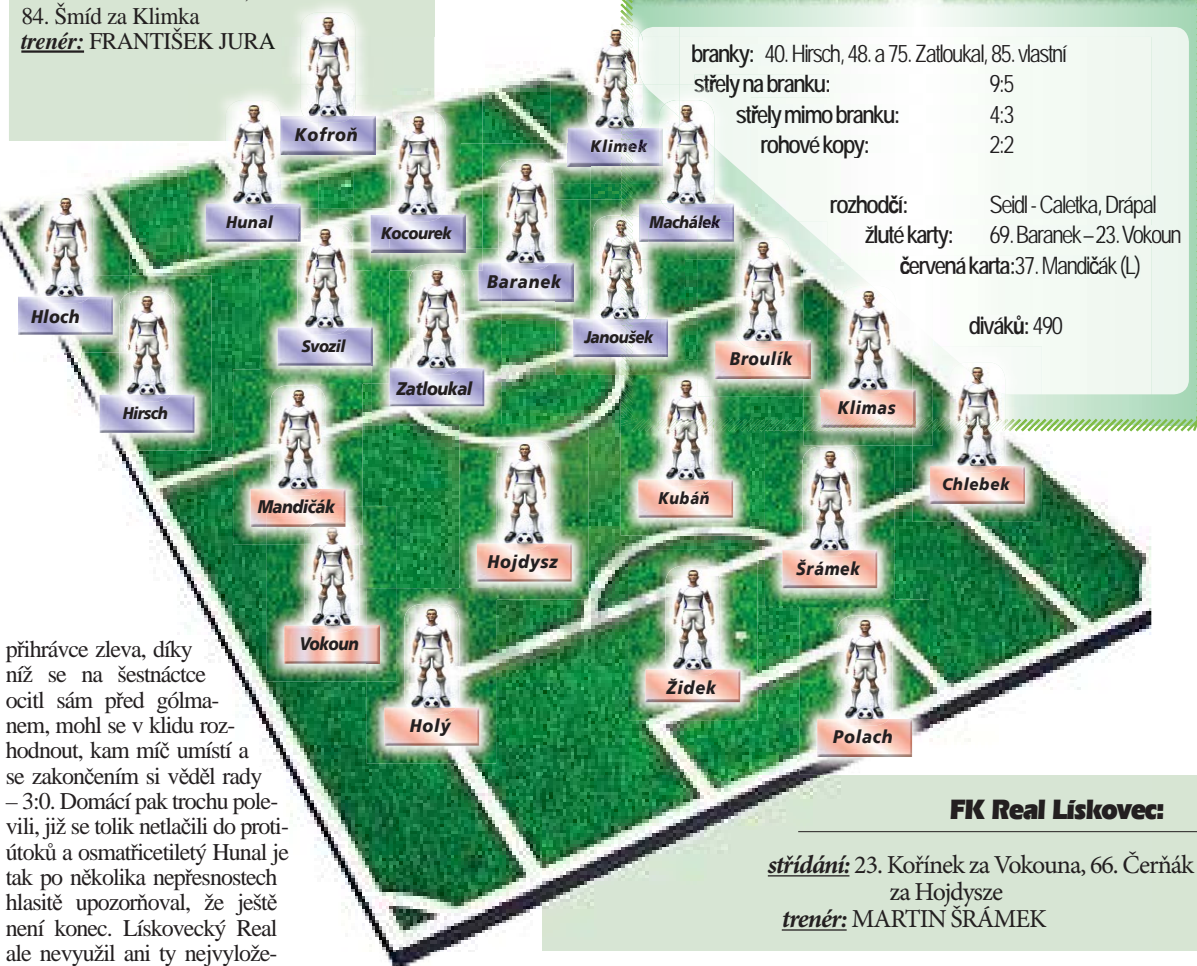 84. Šmíd za Klimka
trenér: FRANTIŠEK JURA
branky: 40. Hirsch, 48. a 75. Zatloukal, 85. vlastní
střely na branku: 9:5
střely mimo branku: 4:3
rohové kopy: 2:2
rozhodčí: Seidl - Caletka, Drápal
žluté karty: 69. Baranek – 23. Vokoun
červená karta: 37. Mandičák (L)
diváků: 490
Kofroň
Klimek
Hunal
Kocourek
Machálek
Baranek
Hloch
Svozil
Janoušek
Broulík
Zatloukal
Hirsch
Klimas
Chlebek
Mandičák
Kubáň
Hojdysz
Šrámek
Vokoun
Židek
Holý
Polach
přihrávce zleva, díky
níž se na šestnáctce
ocitl sám před gólma-
nem, mohl se v klidu roz-
hodnout, kam míč umístí a
se zakončením si věděl rady
– 3:0. Domácí pak trochu pole-
vili, již se tolik netlačili do proti-
útoků a osmatřicetiletý Hunal je
tak po několika nepřesnostech
hlasitě upozorňoval, že ještě
není konec. Lískovecký Real
ale nevyužil ani ty nejvylože-
FK Real Lískovec:
střídání: 23. Kořínek za Vokouna, 66. Čerňák
za Hojdysze
trenér: MARTIN ŠRÁMEK